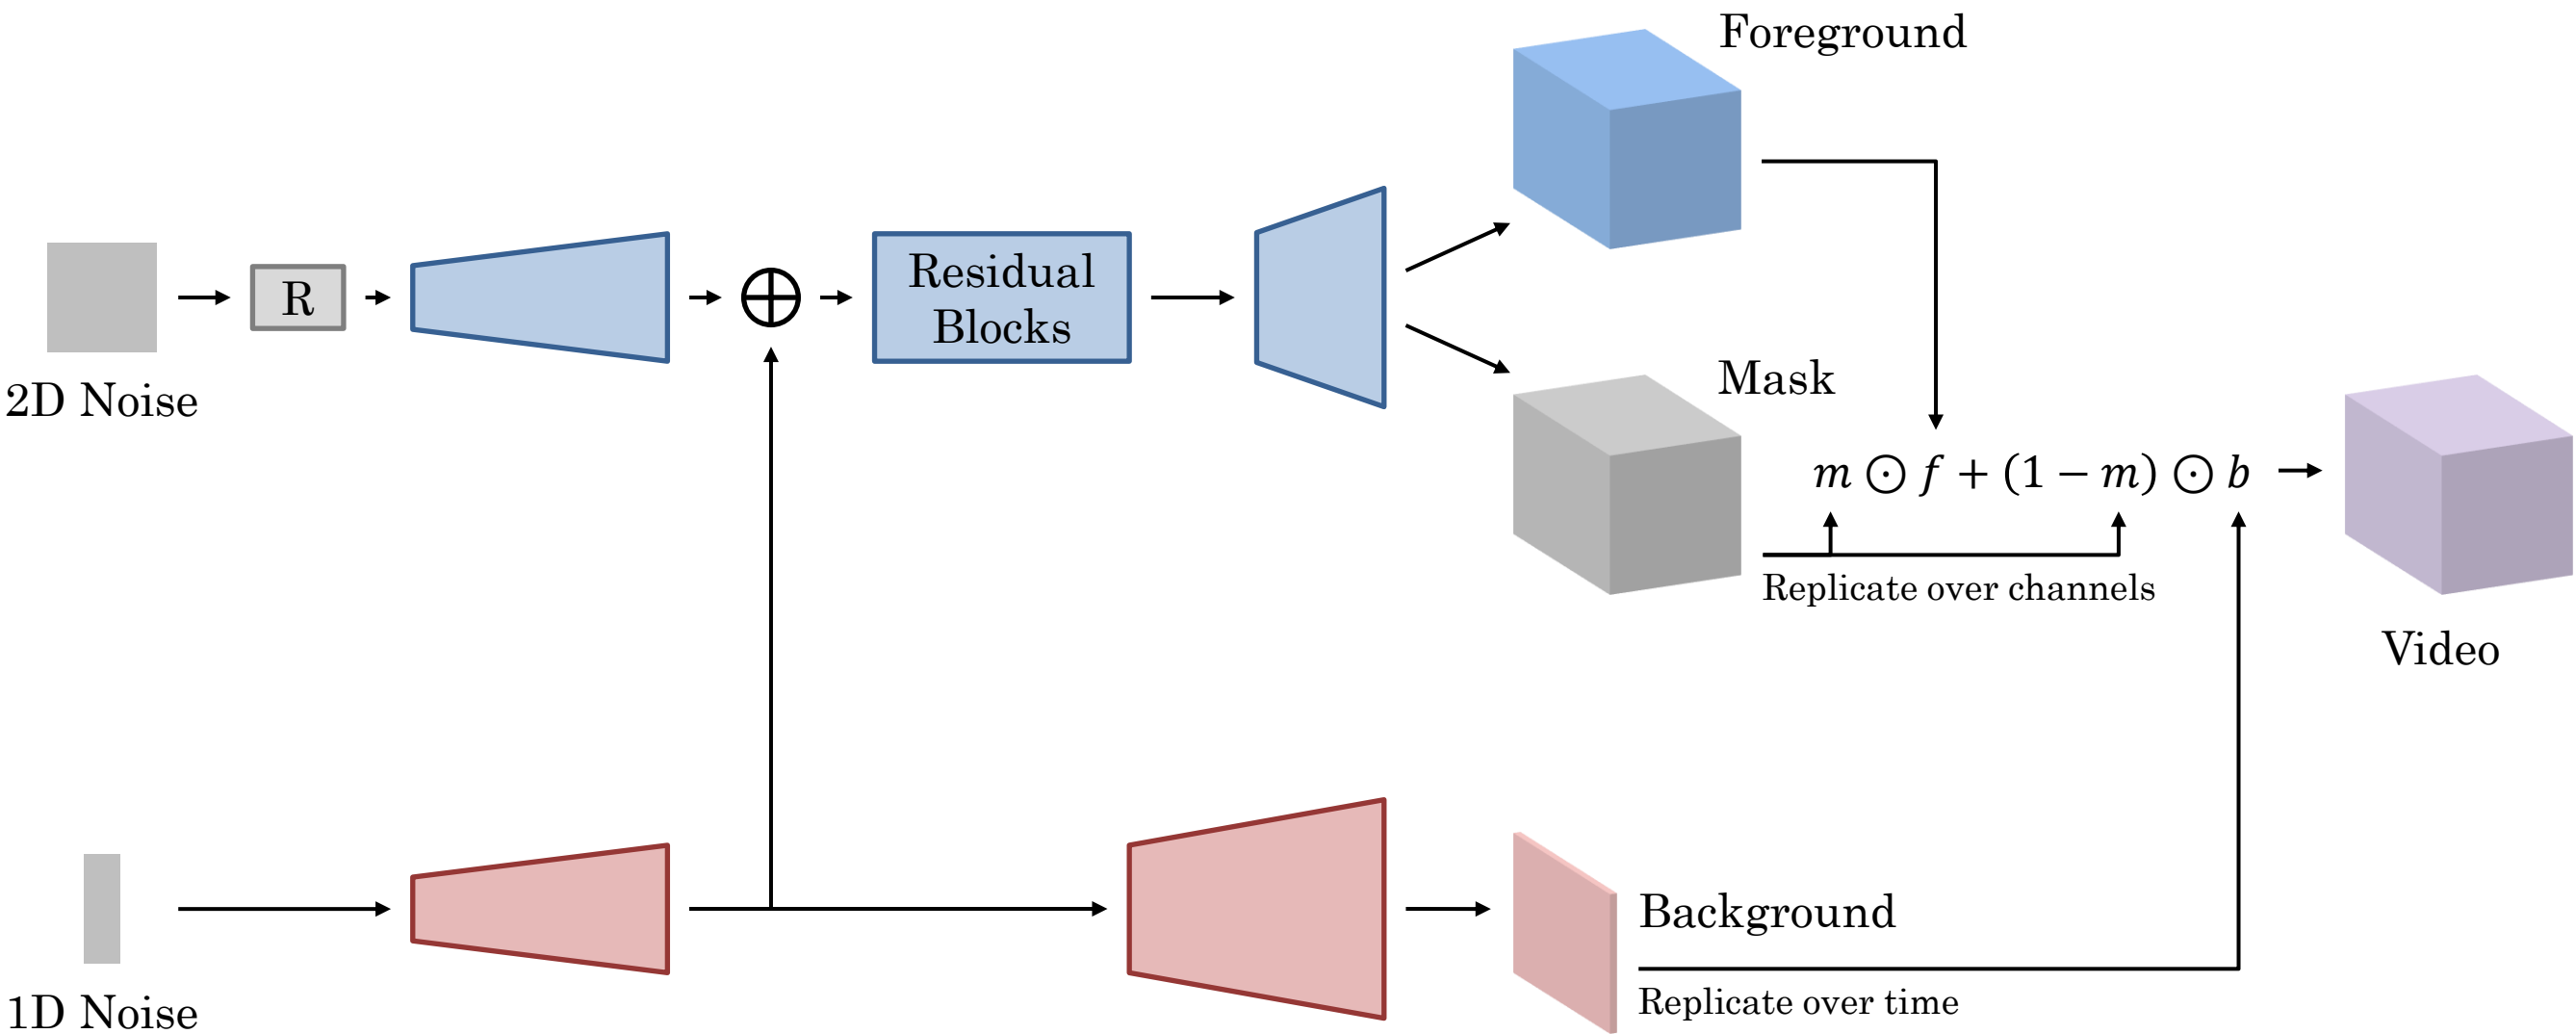 Foreground
R
Residual
Blocks
2D Noise
Mask
m ⊙ f + (1 − m) ⊙ b
Replicate over channels
Video
Background
Replicate over time
1D Noise